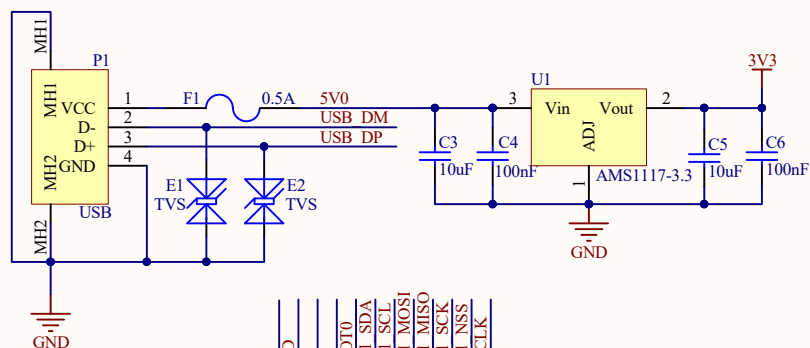 MH1
P1
3V3
U1
F1
0.5A
5V0
MH1
VCC
1
3
Vin
Vout
2
D-
2
USB_DM
D+
3
USB_DP
C3
C4
ADJ
C5
C6
MH2
GND
4
10uF
100nF
10uF
100nF
E1
E2
1
AMS1117-3.3
TVS
TVS
USB
MH2
GND
GND
SDA
SCL
MOSI
MISO
SCK
NSS